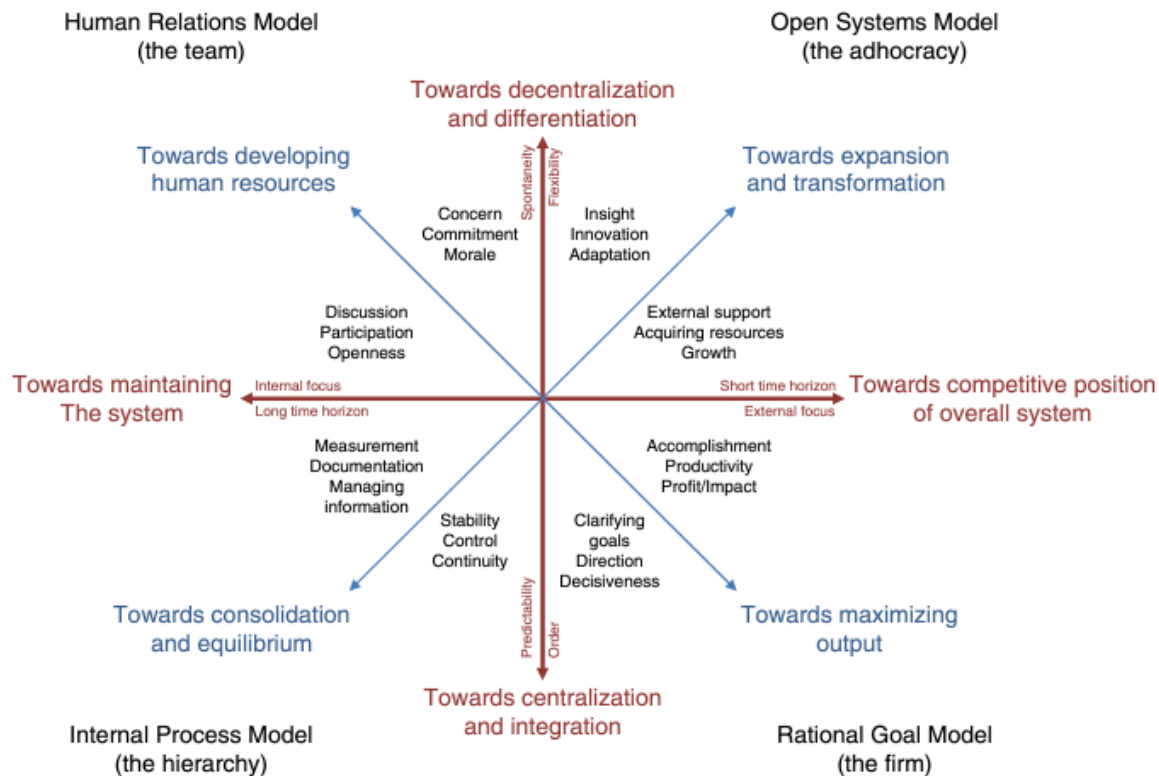 Human Relations Model
(the team)
Open Systems Model
(the adhocracy)
Towards decentralization
and differentiation
Towards developing
human resources
Towards expansion
and transformation
Spontaneity
Flexibility
Concern
Commitment
Morale
Insight
Innovation
Adaptation
Discussion
Participation
Openness
External support
Acquiring resources
Growth
Towards maintaining
The system
Internal focus
Long time horizon
Short time horizon
External focus
Towards competitive position
of overall system
Measurement
Documentation
Managing
information
Accomplishment
Productivity
Profit/Impact
Stability
Control
Continuity
Clarifying
goals
Direction
Decisiveness
Predictability
Order
Towards consolidation
and equilibrium
Towards maximizing
output
Towards centralization
and integration
Internal Process Model
(the hierarchy)
Rational Goal Model
(the firm)